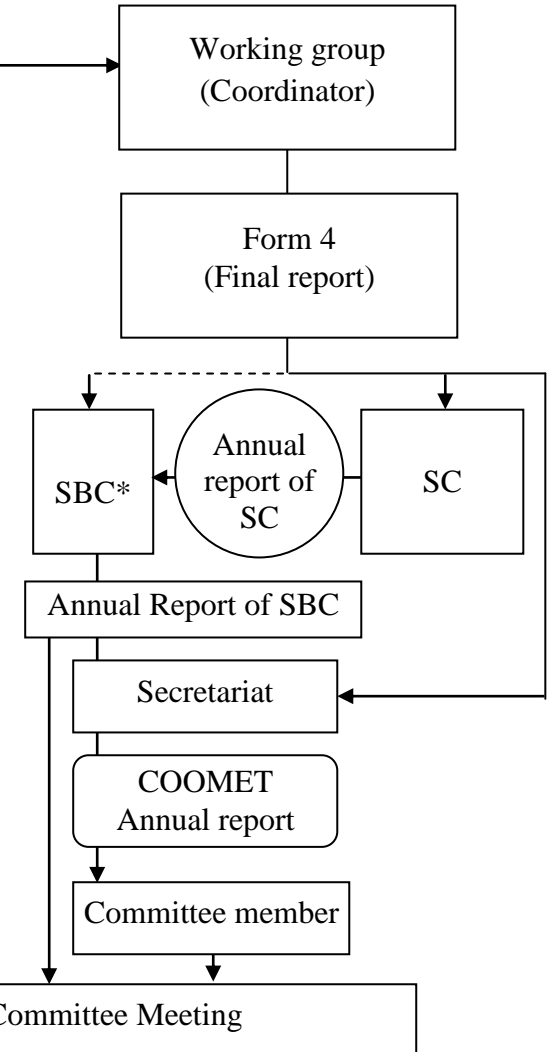 Working group
(Coordinator)
Form 4
(Final report)
SBC*
Annual
report of
SC
SC
Annual Report of SBC
Secretariat
COOMET
Annual report
Committee member
Committee Meeting